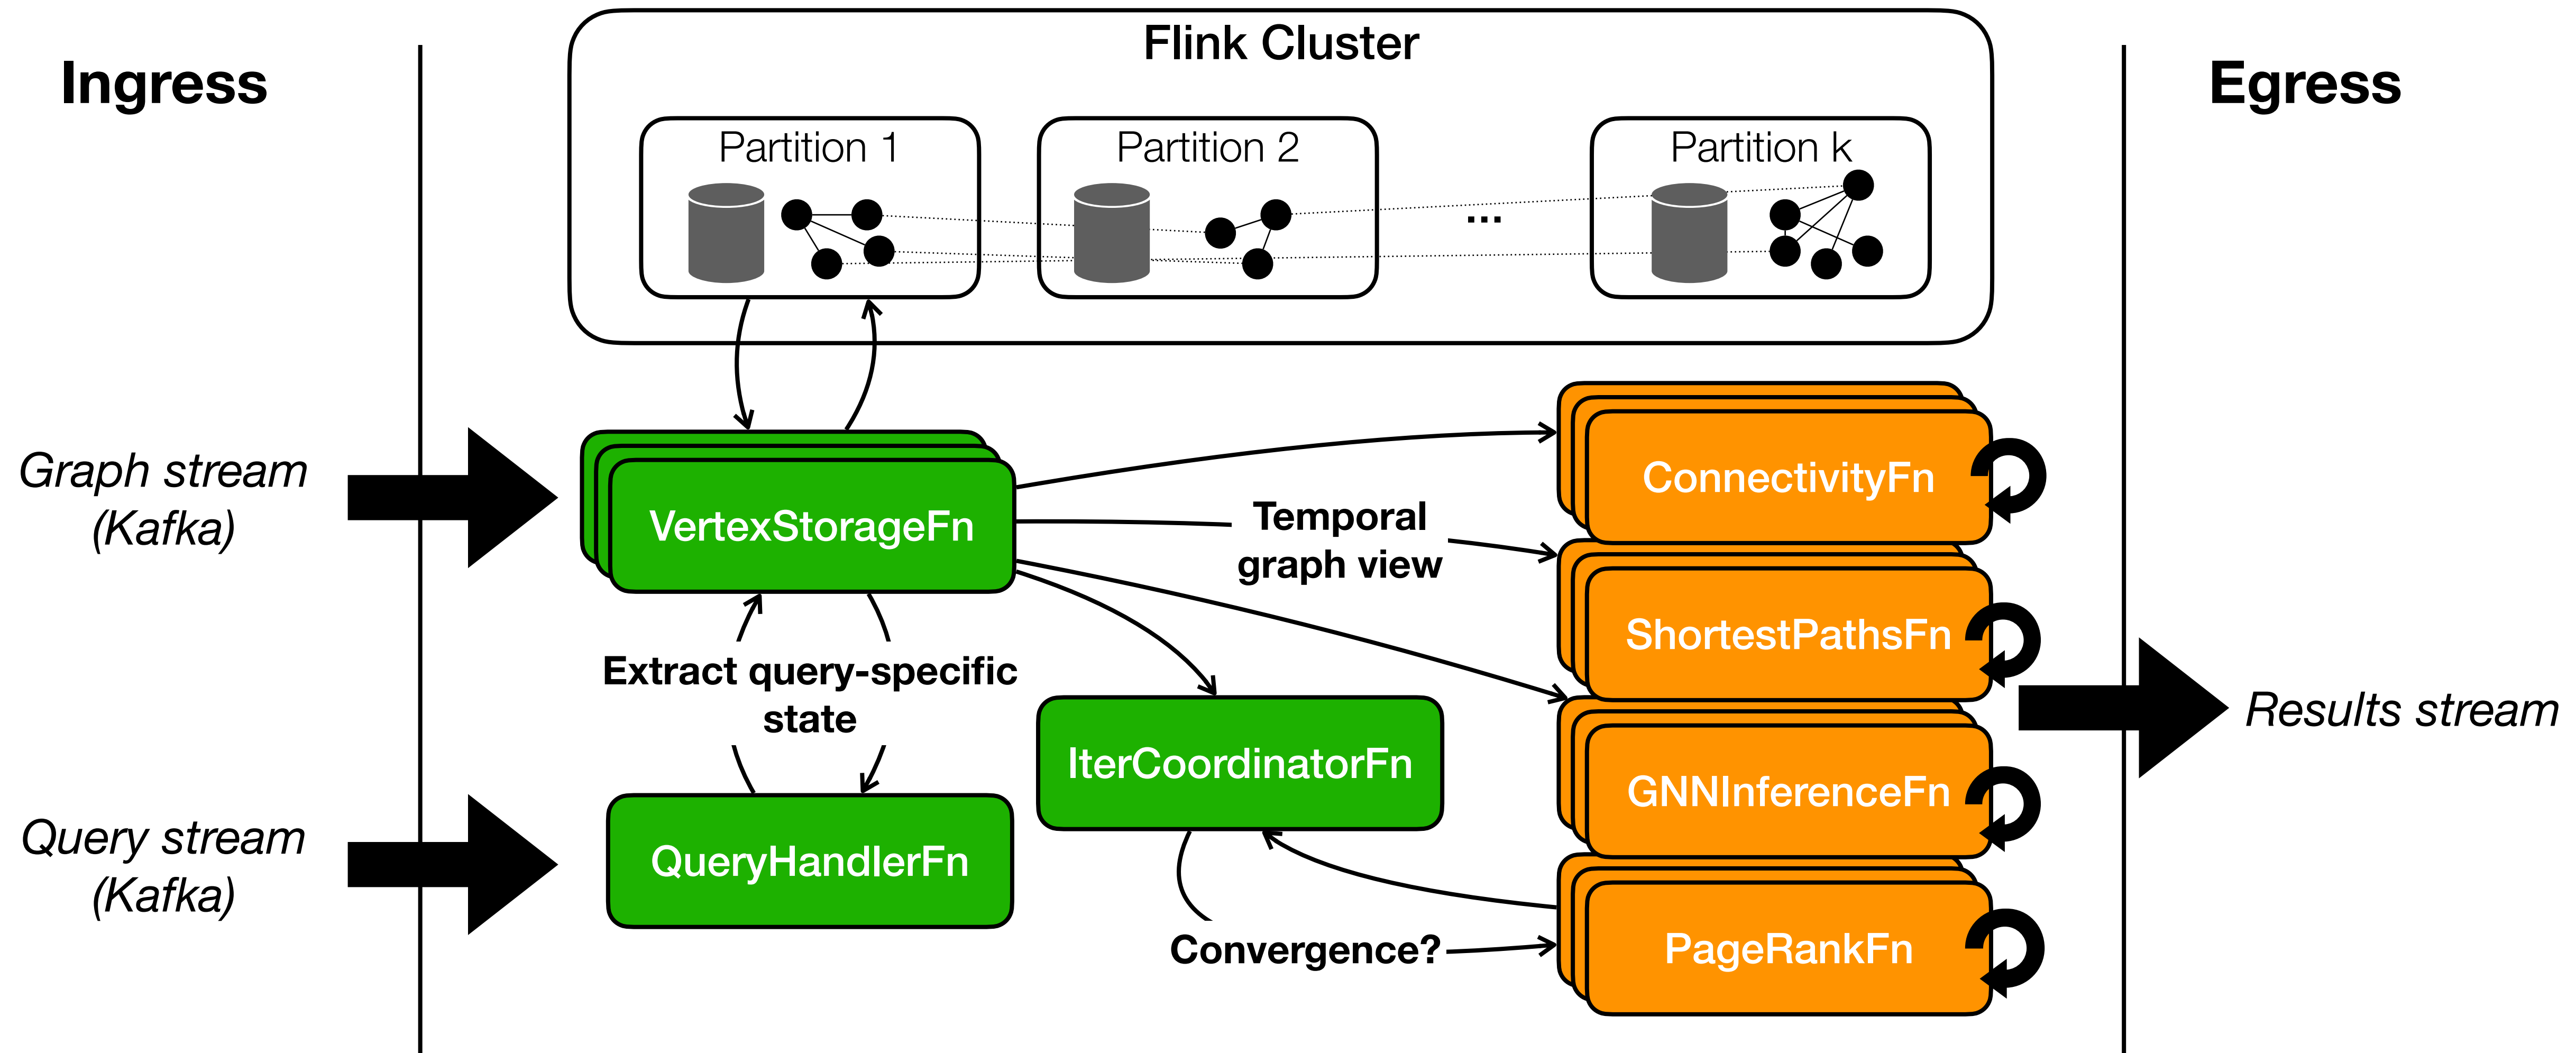 Flink Cluster
Ingress
Egress
Partition 1
Partition 2
...
Partition k
Graph stream
(Kafka)
VertexStorageFn
Temporal
graph view
ConnectivityFn
ShortestPathsFn
Extract query-specific
state
IterCoordinatorFn
GNNInferenceFn
Results stream
Query stream
(Kafka)
QueryHandlerFn
Convergence?
PageRankFn